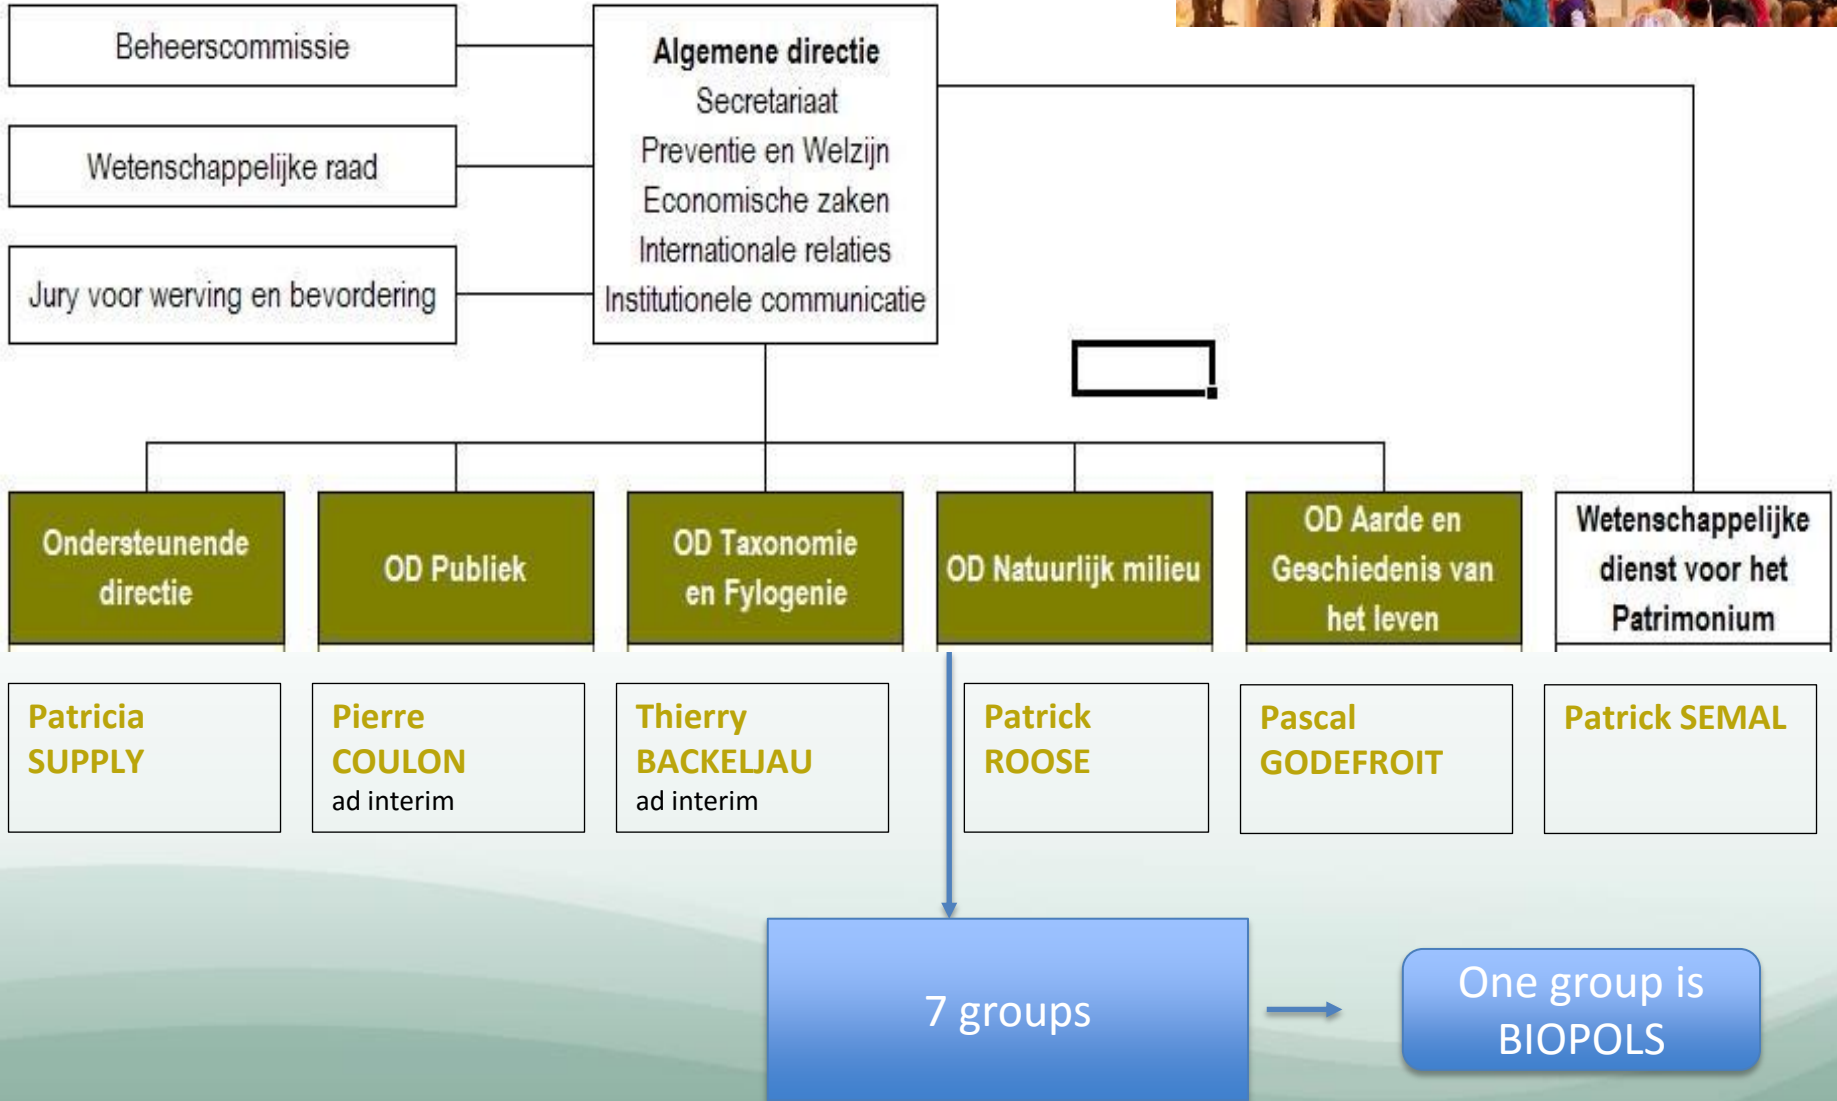 Beheerscommissie
Wetenschappelijke raad
Jury voor werving en bevordering
Algemene directie
Secretariaat
Preventie en Welzijn
Economische zaken
Internationale relaties
Institutionele communicatie
Ondersteunende
directie
OD Publiek
OD Taxonomie
en Fylogenie
OD Natuurlijk milieu
OD Aarde en
Geschiedenis van
het leven
Wetenschappelijke
dienst voor het
Patrimonium
Patricia
SUPPLY
Pierre
COULON
ad interim
Thierry
BACKELJAU
ad interim
Patrick
ROOSE
Pascal
GODEFROIT
Patrick SEMAL
7 groups
One group is
BIOPOLS